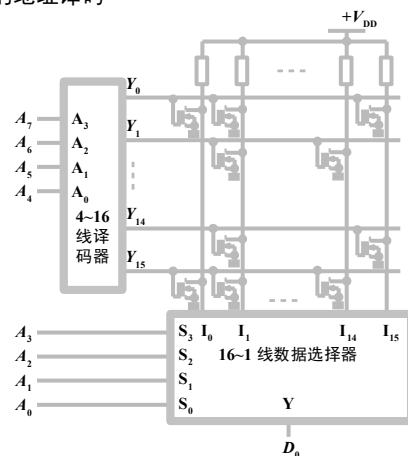 的地址译码
+V_DD
Y_0
A_7 A_3 Y_1
A_6 A_2
A_5 A_1
A_4 A_0
4~16
线译
码器
Y_14
Y_15
A_3 S_3 I_0 I_1 I_14 I_15
A_2 S_2 16~1 线数据选择器
A_1 S_1
A_0 S_0 Y
D_0